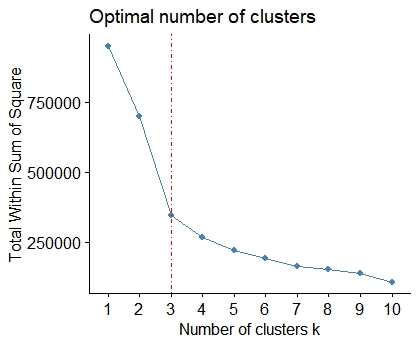 Optimal number of clusters
Total Within Sum of Square
750000
500000
250000
1 2 3 4 5 6 7 8 9 10
Number of clusters k